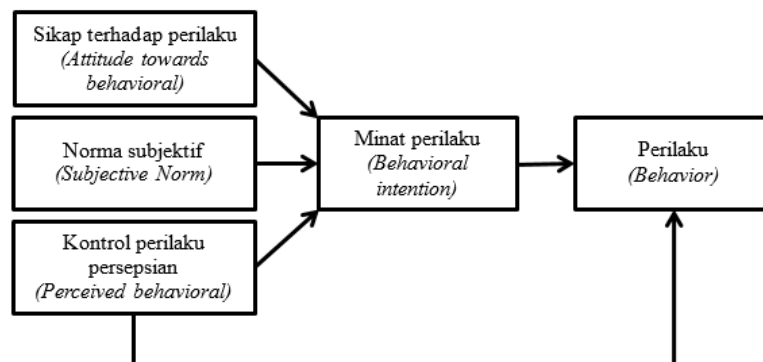 Sikap terhadap perilaku
(Attitude towards
behavioral)
Norma subjektif
(Subjective Norm)
Kontrol perilaku
persepsian
(Perceived behavioral)
Minat perilaku
(Behavioral
intention)
Perilaku
(Behavior)